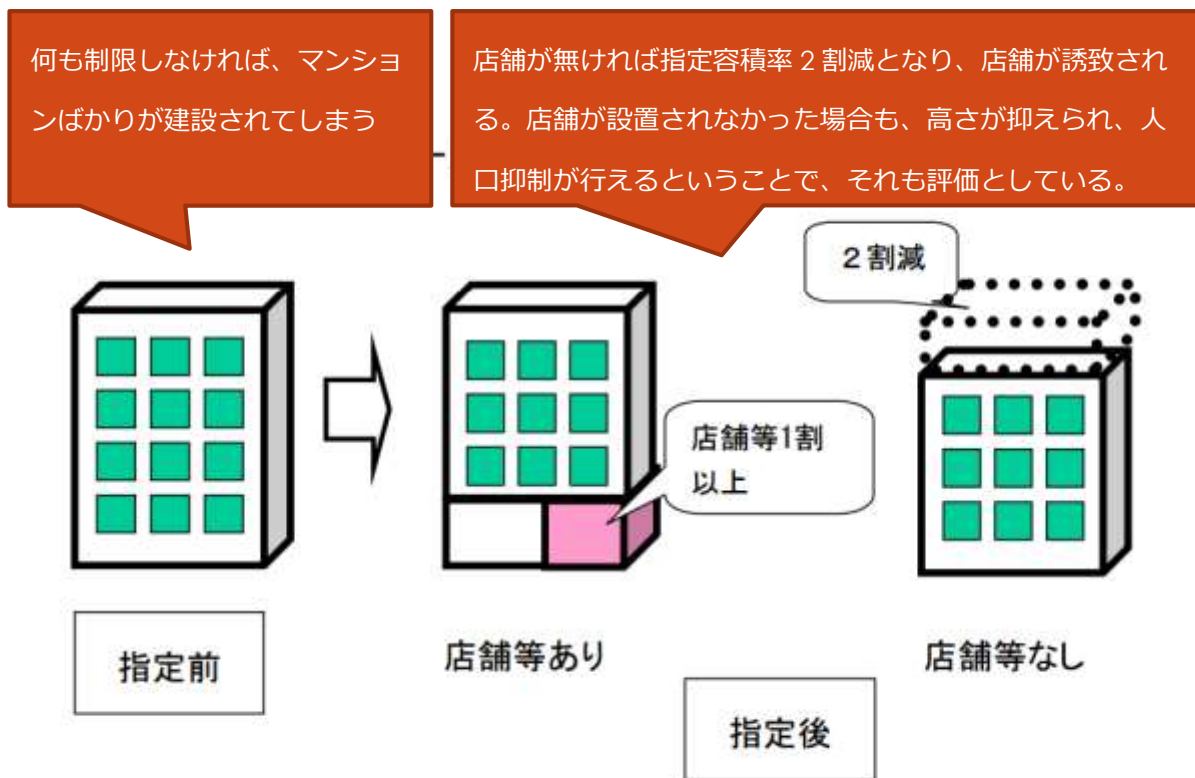 何も制限しなければ、マンショ
ンばかりが建設されてしまう
店舗が無ければ指定容積率２割減となり、店舗が誘致され
る。店舗が設置されなかった場合も、高さが抑えられ、人
口抑制が行えるということで、それも評価としている。
２割減
店舗等1割
以上
指定前
店舗等あり
店舗等なし
指定後